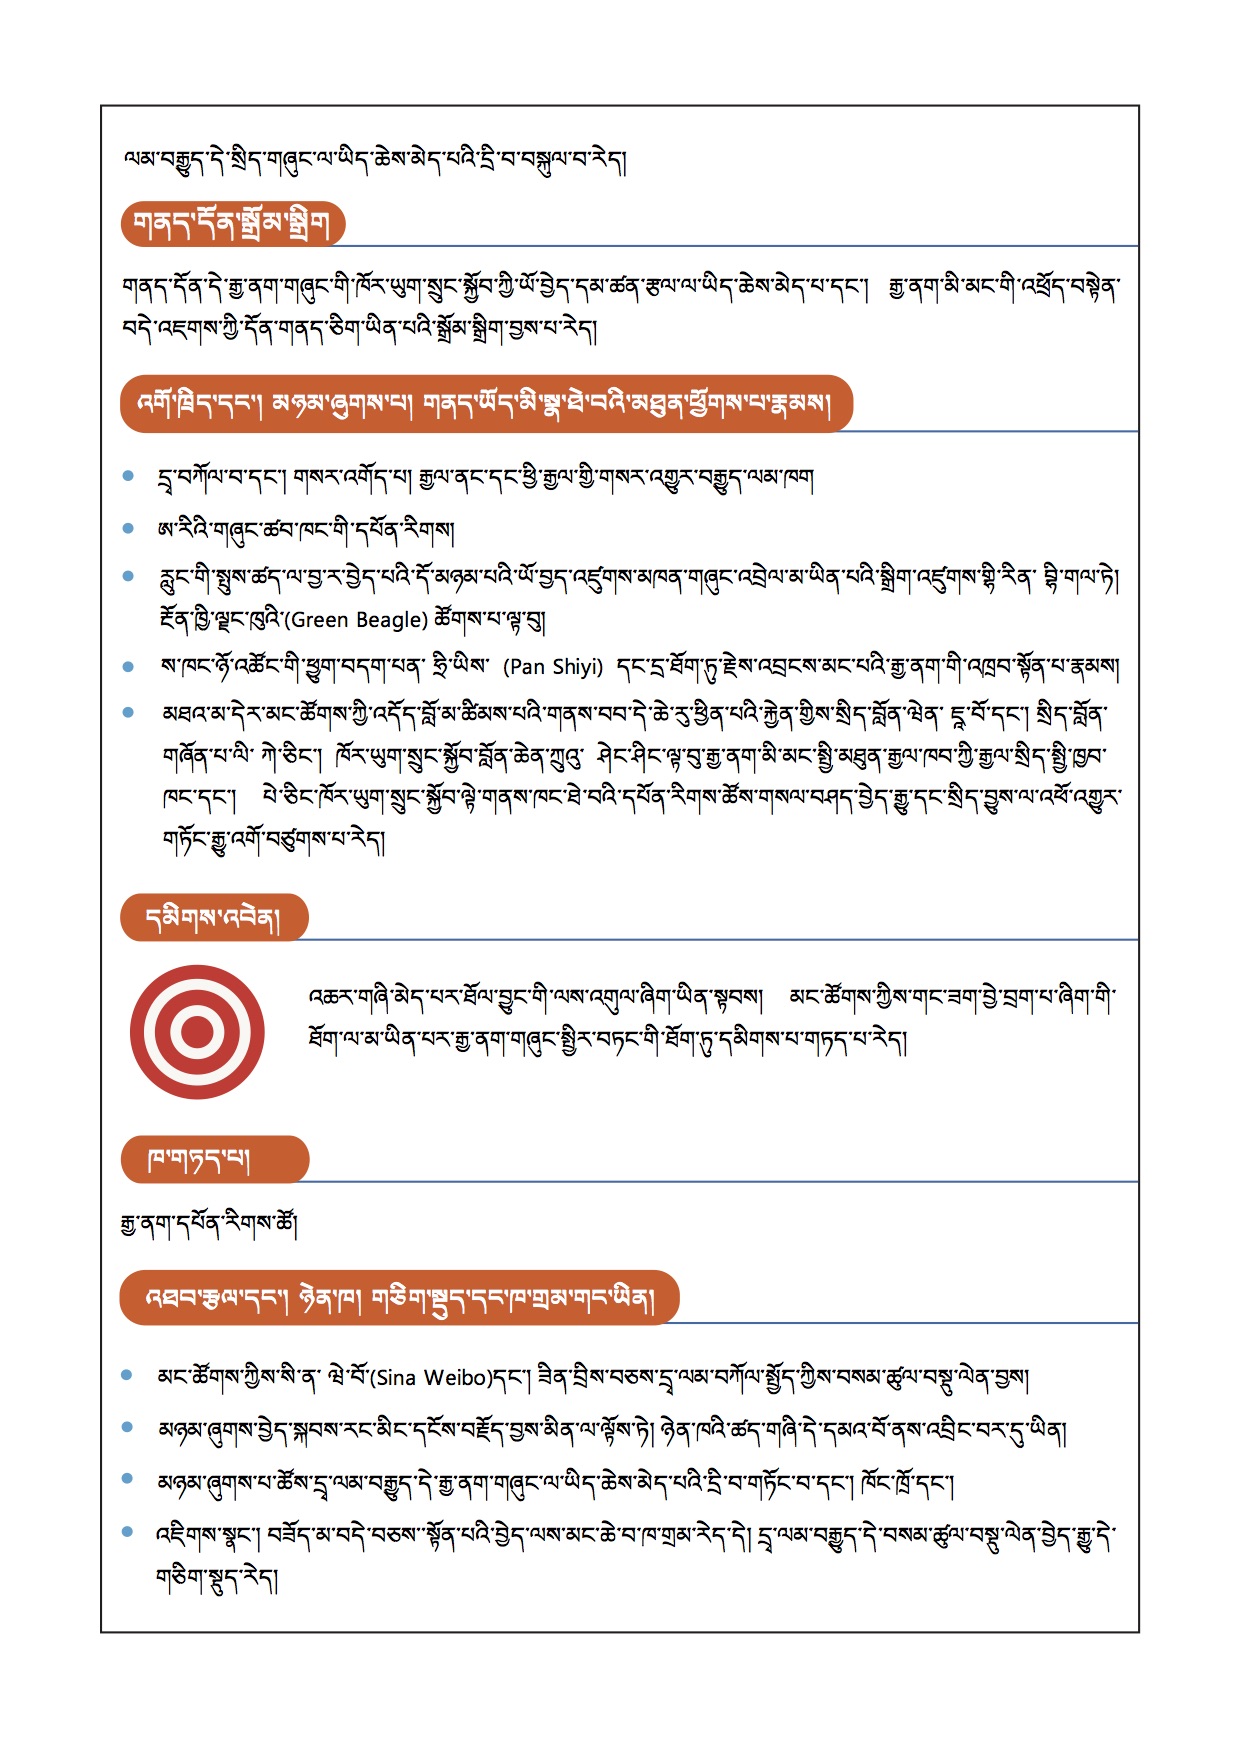 ལམ་བརྒྱུད་དེ་སྲིད་གཞུང་ལ་ཡིད་ཆེས་མེད་པའི་དྲི་བ་བསྐུལ་བ་རེད།
གནད་དོན་སྒྲོམ་སྒྲིག
གནད་དོན་དེ་རྒྱ་ནག་གཞུང་གི་ཁོར་ཡུག་སྲུང་སྐྱོབ་ཀྱི་ཡོ་བྱེད་དམ་ཚན་རྩལ་ལ་ཡིད་ཆེས་མེད་པ་དང་། རྒྱ་ནག་མི་མང་གི་འཕྲོད་བསྟེན་
བདེ་འཇགས་ཀྱི་དོན་གནད་ཅིག་ཡིན་པའི་སྒྲོམ་སྒྲིག་བྱས་པ་རེད།
འགོ་ཁྲིད་དང་། མཉམ་ཞུགས་པ། གནད་ཡོད་མི་སྣ་ཐེ་བའི་མཐུན་ཕྱོགས་པ་རྣམས།
དྲྭ་བཀོལ་བ་དང་། གསར་འགོད་པ། རྒྱལ་ནང་དང་ཕྱི་རྒྱལ་གྱི་གསར་འགྱུར་བརྒྱུད་ལམ་ཁག
ཨ་རིའི་གཞུང་ཚབ་ཁང་གི་དཔོན་རིགས།
རླུང་གི་སྤུས་ཚད་ལ་བྱ་ར་བྱེད་པའི་དོ་མཉམ་པའི་ཡོ་བྱད་འཛུགས་མཁན་གཞུང་འབྲེལ་མ་ཡིན་པའི་སྒྲིག་འཛུགས་གྷི་རིན་ བྷི་གལ་ཏེ།
རྔོན་ཁྱི་ལྗང་ཁུའི་(Green Beagle) ཚོགས་པ་ལྟ་བུ།
ས་ཁང་ཉོ་འཚོང་གི་ཕྱུག་བདག་པན་ ཧྲི་ཡིས་ (Pan Shiyi) དང་དྲ་ཐོག་ཏུ་རྗེས་འབྲངས་མང་པའི་རྒྱ་ནག་གི་འཁྲབ་སྟོན་པ་རྣམས།
མཐའ་མ་དེར་མང་ཚོགས་ཀྱི་འདོད་བློ་མ་ཚིམས་པའི་གནས་བབ་དེ་ཆེ་རུ་ཕྱིན་པའི་རྐྱེན་གྱིས་སྲིད་བློན་ཝེན་ ཇྭ་བོ་དང་། སྲིད་བློན་
གཞོན་པ་ལི་ ཀེ་ཅིང་། ཁོར་ཡུག་སྲུང་སྐྱོབ་བློན་ཆེན་ཀྲུའུ་ ཤེང་ཤིང་ལྟ་བུ་རྒྱ་ནག་མི་མང་སྤྱི་མཐུན་རྒྱལ་ཁབ་ཀྱི་རྒྱལ་སྲིད་སྤྱི་ཁྱབ་
ཁང་དང་། པེ་ཅིང་ཁོར་ཡུག་སྲུང་སྐྱོབ་ལྟེ་གནས་ཁང་ཐེ་བའི་དཔོན་རིགས་ཚོས་གསལ་བཤད་བྱེད་རྒྱུ་དང་སྲིད་བྱུས་ལ་འཕོ་འགྱུར་
གཏོང་རྒྱུ་འགོ་བཙུགས་པ་རེད།
དམིགས་འབེན།
འཆར་གཞི་མེད་པར་ཐོལ་བྱུང་གི་ལས་འགུལ་ཞིག་ཡིན་སྟབས། མང་ཚོགས་ཀྱིས་གང་ཟག་བྱེ་བྲག་པ་ཞིག་གི་
ཐོག་ལ་མ་ཡིན་པར་རྒྱ་ནག་གཞུང་སྤྱིར་བཏང་གི་ཐོག་ཏུ་དམིགས་པ་གཏད་པ་རེད།
ཁ་གཏད་པ།
རྒྱ་ནག་དཔོན་རིགས་ཚོ།
འཐབ་རྩལ་དང་། ཉེན་ཁ། གཅིག་སྡུད་དང་ཁ་གྲམ་གང་ཡིན།
མང་ཚོགས་ཀྱིས་སི་ན་ ཝེ་བོ་(Sina Weibo)དང་། ཟིན་བྲིས་བཅས་དྲྭ་ལམ་བཀོལ་སྤྱོད་ཀྱིས་བསམ་ཚུལ་བསྡུ་ལེན་བྱས།
མཉམ་ཞུགས་བྱེད་སྐབས་རང་མིང་དངོས་བརྗོད་བྱས་མིན་ལ་ལྟོས་ཏེ། ཉེན་ཁའི་ཚད་གཞི་དེ་དམའ་བོ་ནས་འབྲིང་བར་དུ་ཡིན།
མཉམ་ཞུགས་པ་ཚོས་དྲྭ་ལམ་བརྒྱུད་དེ་རྒྱ་ནག་གཞུང་ལ་ཡིད་ཆེས་མེད་པའི་དྲི་བ་གཏོང་བ་དང་། ཁོང་ཁྲོ་དང་།
འཇིགས་སྣང་། བཟོད་མ་བདེ་བཅས་་སྟོན་པའི་བྱེད་ལས་མང་ཆེ་བ་ཁ་གྲམ་རེད་དེ། དྲྭ་ལམ་བརྒྱུད་དེ་བསམ་ཚུལ་བསྡུ་ལེན་བྱེད་རྒྱུ་དེ་
གཅིག་སྡུད་རེད།